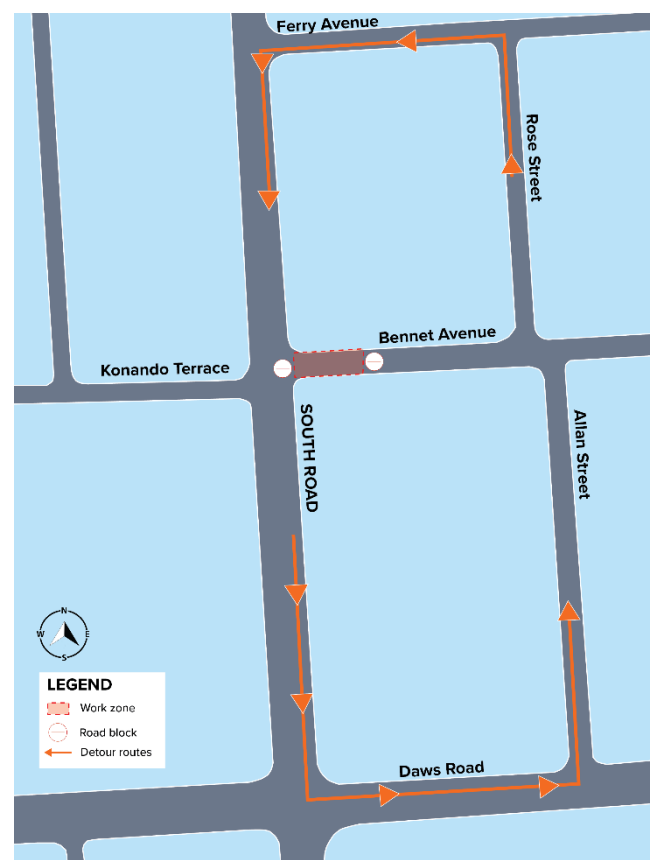 Ferry Avenue
Rose Street
Bennet Avenue
Konando Terrace
SOUTH ROAD
Allan Street
N
W E
S
LEGEND
Work zone
Road block
Detour routes
Daws Road